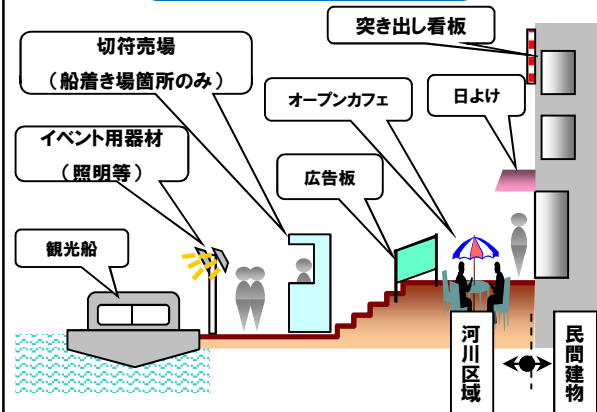 突き出し看板
切符売場
（船着き場箇所のみ）
オープンカフェ
日よけ
イベント用器材
（照明等）
広告板
観光船
河川区域
民間建物